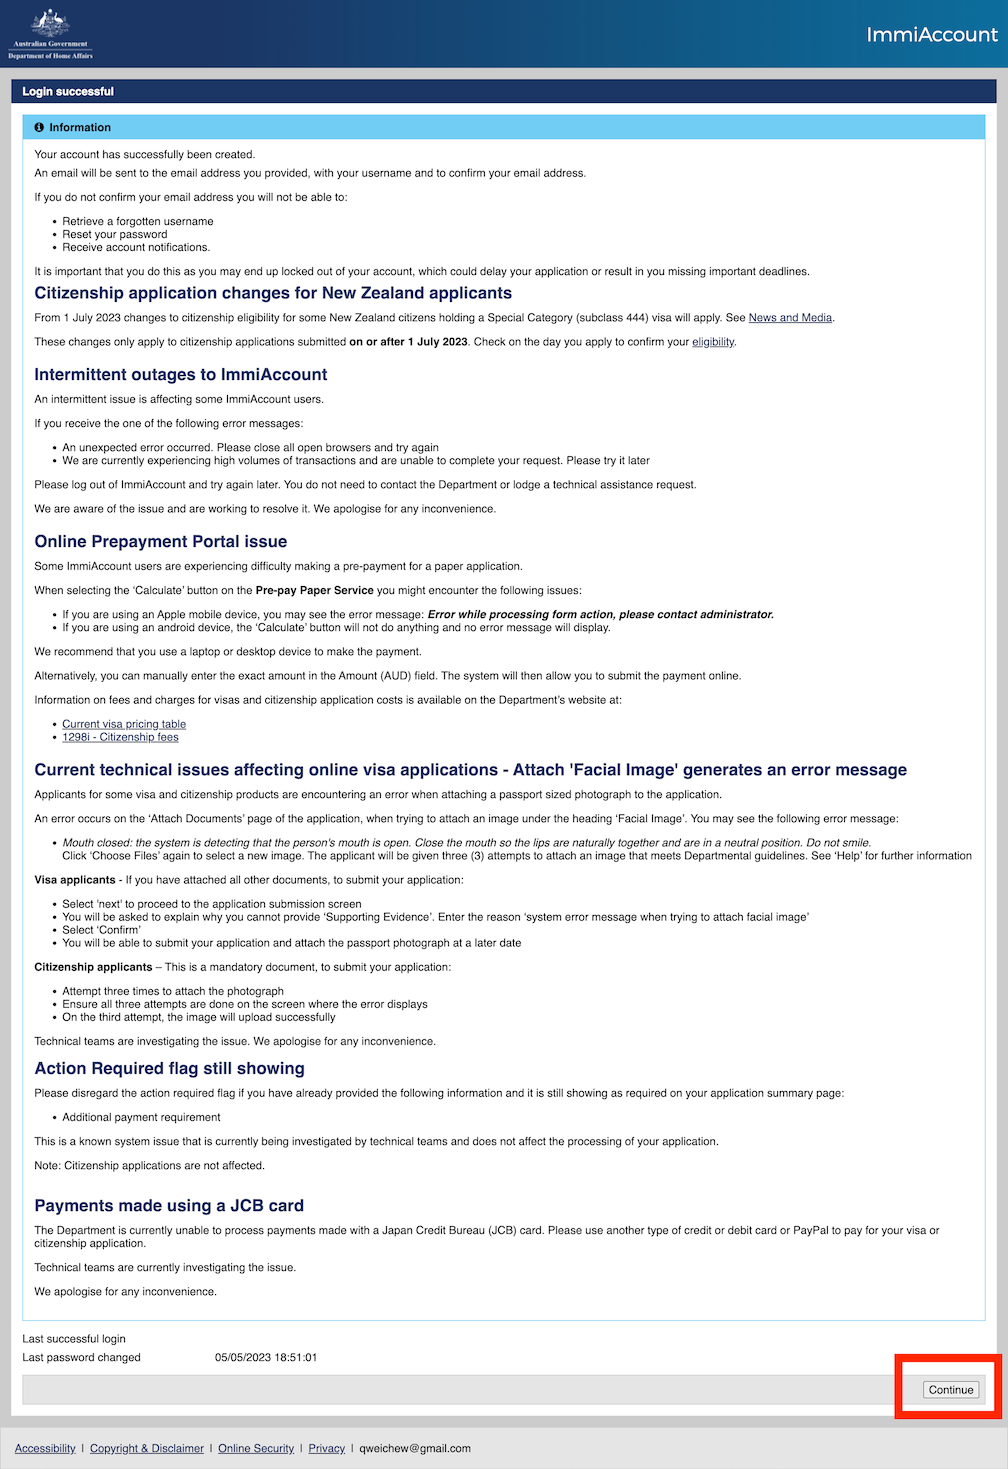 Australian Government
Department of Home Affairs
ImmiAccount
Login successful
Information
Your account has successfully been created.
An email will be sent to the email address you provided, with your username and to confirm your email address.
If you do not confirm your email address you will not be able to:
• Retrieve a forgotten username
• Reset your password
• Receive account notifications.
It is important that you do this as you may end up locked out of your account, which could delay your application or result in you missing important deadlines.
Citizenship application changes for New Zealand applicants
From 1 July 2023 changes to citizenship eligibility for some New Zealand citizens holding a Special Category (subclass 444) visa will apply. See News and Media.
These changes only apply to citizenship applications submitted on or after 1 July 2023. Check on the day you apply to confirm your eligibility.
Intermittent outages to ImmiAccount
An intermittent issue is affecting some ImmiAccount users.
If you receive the one of the following error messages:
• An unexpected error occurred. Please close all open browsers and try again
• We are currently experiencing high volumes of transactions and are unable to complete your request. Please try it later
Please log out of ImmiAccount and try again later. You do not need to contact the Department or lodge a technical assistance request.
We are aware of the issue and are working to resolve it. We apologise for any inconvenience.
Online Prepayment Portal issue
Some ImmiAccount users are experiencing difficulty making a pre-payment for a paper application.
When selecting the ‘Calculate’ button on the Pre-pay Paper Service you might encounter the following issues:
• If you are using an Apple mobile device, you may see the error message: Error while processing form action, please contact administrator.
• If you are using an android device, the ‘Calculate’ button will not do anything and no error message will display.
We recommend that you use a laptop or desktop device to make the payment.
Alternatively, you can manually enter the exact amount in the Amount (AUD) field. The system will then allow you to submit the payment online.
Information on fees and charges for visas and citizenship application costs is available on the Department's website at:
• Current visa pricing table
• 1298i - Citizenship fees
Current technical issues affecting online visa applications - Attach 'Facial Image' generates an error message
Applicants for some visa and citizenship products are encountering an error when attaching a passport sized photograph to the application.
An error occurs on the ‘Attach Documents’ page of the application, when trying to attach an image under the heading ‘Facial Image’. You may see the following error message:
• Mouth closed: the system is detecting that the person's mouth is open. Close the mouth so the lips are naturally together and are in a neutral position. Do not smile.
Click ‘Choose Files’ again to select a new image. The applicant will be given three (3) attempts to attach an image that meets Departmental guidelines. See ‘Help’ for further information
Visa applicants - If you have attached all other documents, to submit your application:
• Select ‘next’ to proceed to the application submission screen
• You will be asked to explain why you cannot provide ‘Supporting Evidence’. Enter the reason ‘system error message when trying to attach facial image’
• Select ‘Confirm’
• You will be able to submit your application and attach the passport photograph at a later date
Citizenship applicants – This is a mandatory document, to submit your application:
• Attempt three times to attach the photograph
• Ensure all three attempts are done on the screen where the error displays
• On the third attempt, the image will upload successfully
Technical teams are investigating the issue. We apologise for any inconvenience.
Action Required flag still showing
Please disregard the action required flag if you have already provided the following information and it is still showing as required on your application summary page:
• Additional payment requirement
This is a known system issue that is currently being investigated by technical teams and does not affect the processing of your application.
Note: Citizenship applications are not affected.
Payments made using a JCB card
The Department is currently unable to process payments made with a Japan Credit Bureau (JCB) card. Please use another type of credit or debit card or PayPal to pay for your visa or
citizenship application.
Technical teams are currently investigating the issue.
We apologise for any inconvenience.
Last successful login
Last password changed 05/05/2023 18:51:01
Continue
Accessibility | Copyright & Disclaimer | Online Security | Privacy | qweichew@gmail.com